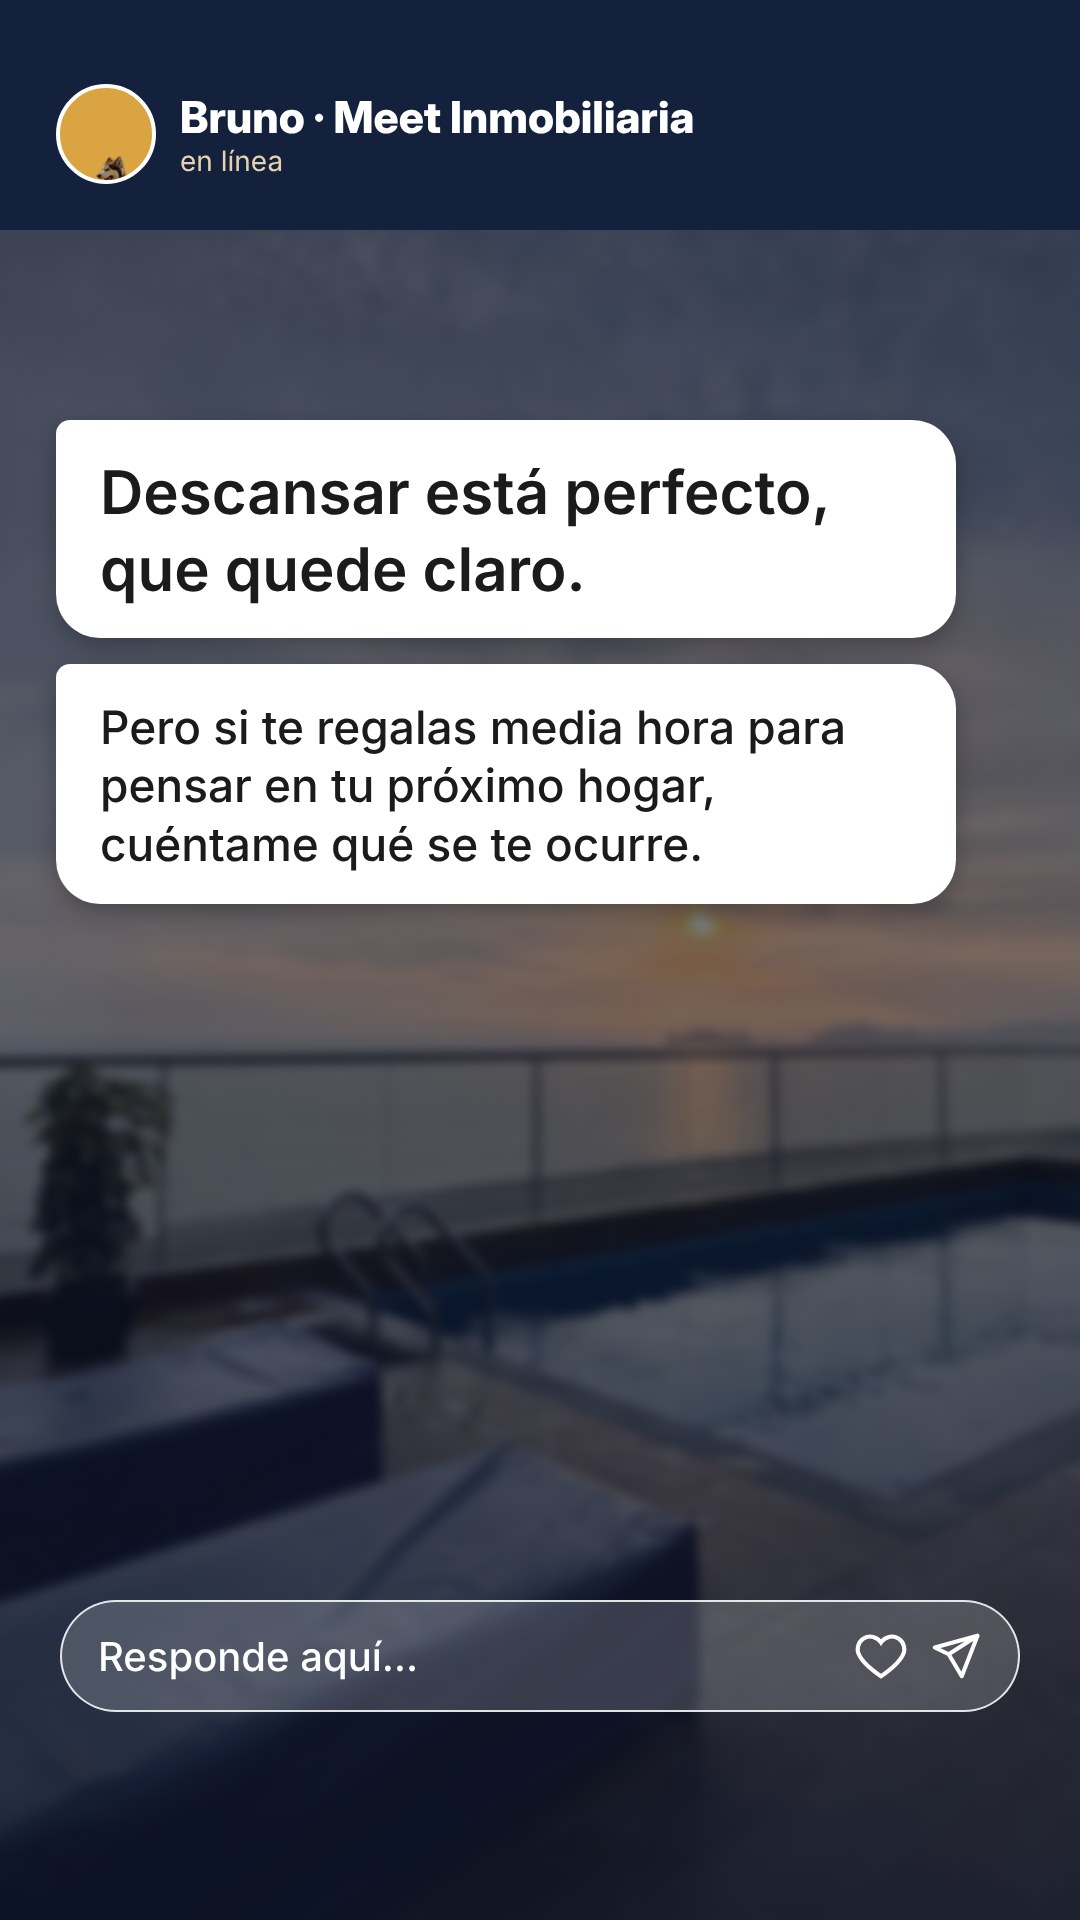 Bruno · Meet Inmobiliaria
en línea
Descansar está perfecto,
que quede claro.
Pero si te regalas media hora para
pensar en tu próximo hogar,
cuéntame qué se te ocurre.
Responde aquí...